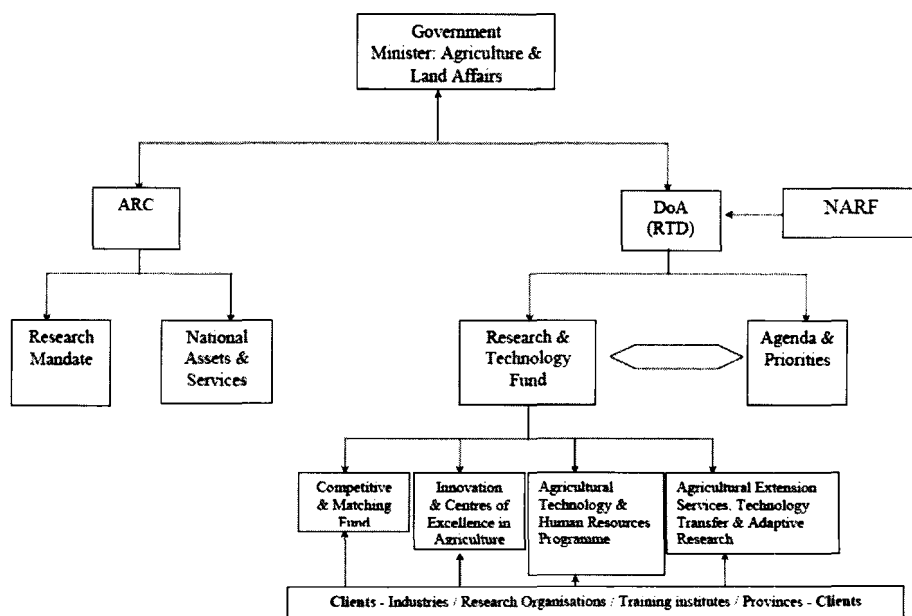 Government
Minister: Agriculture &
Land Affairs
ARC
DoA
(RTD)
NARF
Research
Mandate
National
Assets &
Services
Research &
Technology
Fund
Agenda &
Priorities
Competitive
& Matching
Fund
Innovation
& Centres of
Excellence in
Agriculture
Agricultural
Technology &
Human Resources
Programme
Agricultural Extension
Services, Technology
Transfer & Adaptive
Research
Clients - Industries / Research Organisations / Training institutes / Provinces - Clients